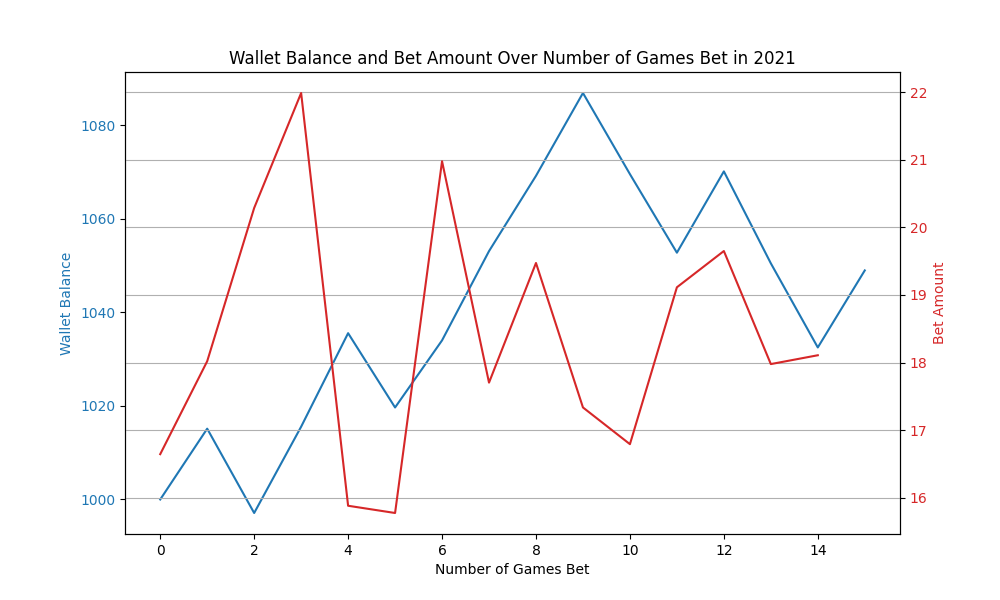 Wallet Balance and Bet Amount Over Number of Games Bet in 2021
Wallet Balance
1080
1060
1040
1020
1000
22
21
20
19
18
17
16
Bet Amount
0 2 4 6 8 10 12 14
Number of Games Bet